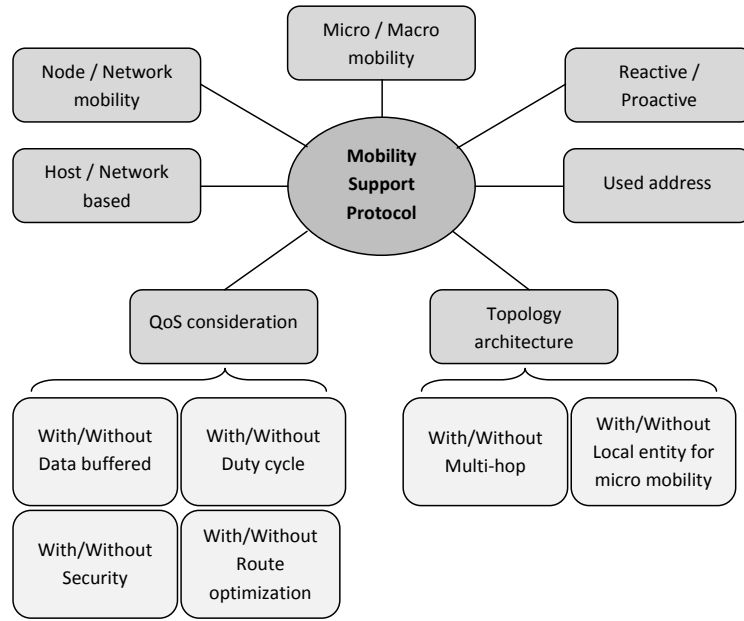 Micro / Macro
mobility
Node / Network
mobility
Reactive /
Proactive
Mobility
Support
Protocol
Host / Network
based
Used address
QoS consideration
Topology
architecture
With/Without
Data buffered
With/Without
Duty cycle
With/Without
Multi-hop
With/Without
Local entity for
micro mobility
With/Without
Security
With/Without
Route
optimization